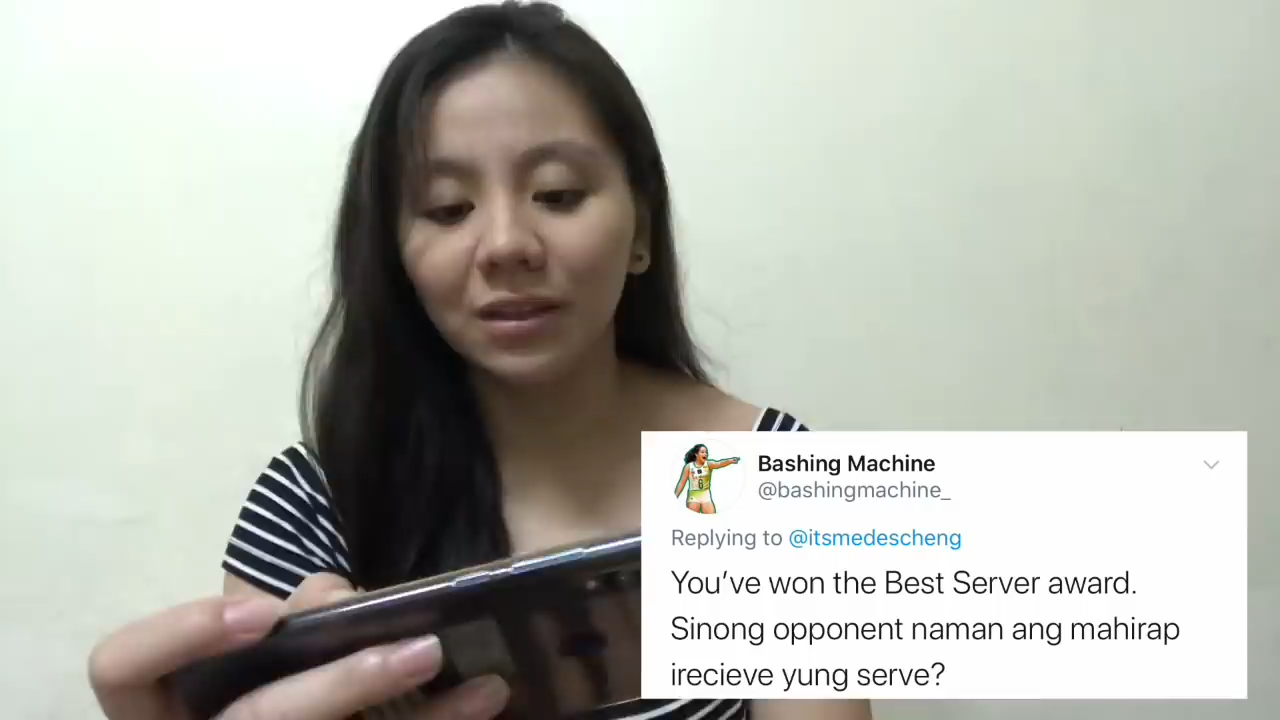 Bashing Machine
@bashingmachine_
Replying to @itsmedescheng
You've won the Best Server award.
Sinong opponent naman ang mahirap
irecieve yung serve?